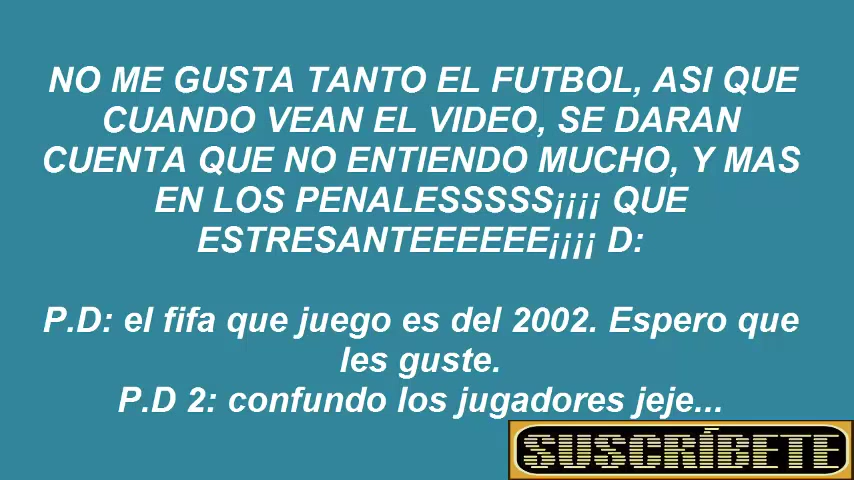 NO ME GUSTA TANTO EL FUTBOL, ASI QUE
CUANDO VEAN EL VIDEO, SE DARAN
CUENTA QUE NO ENTIENDO MUCHO, Y MAS
EN LOS PENALESSSSS¡¡¡¡ QUE
ESTRESANTEEEEEE¡¡¡¡ D:
P.D: el fifa que juego es del 2002. Espero que
les guste.
P.D 2: confundo los jugadores jeje...
SUSCRÍBETE